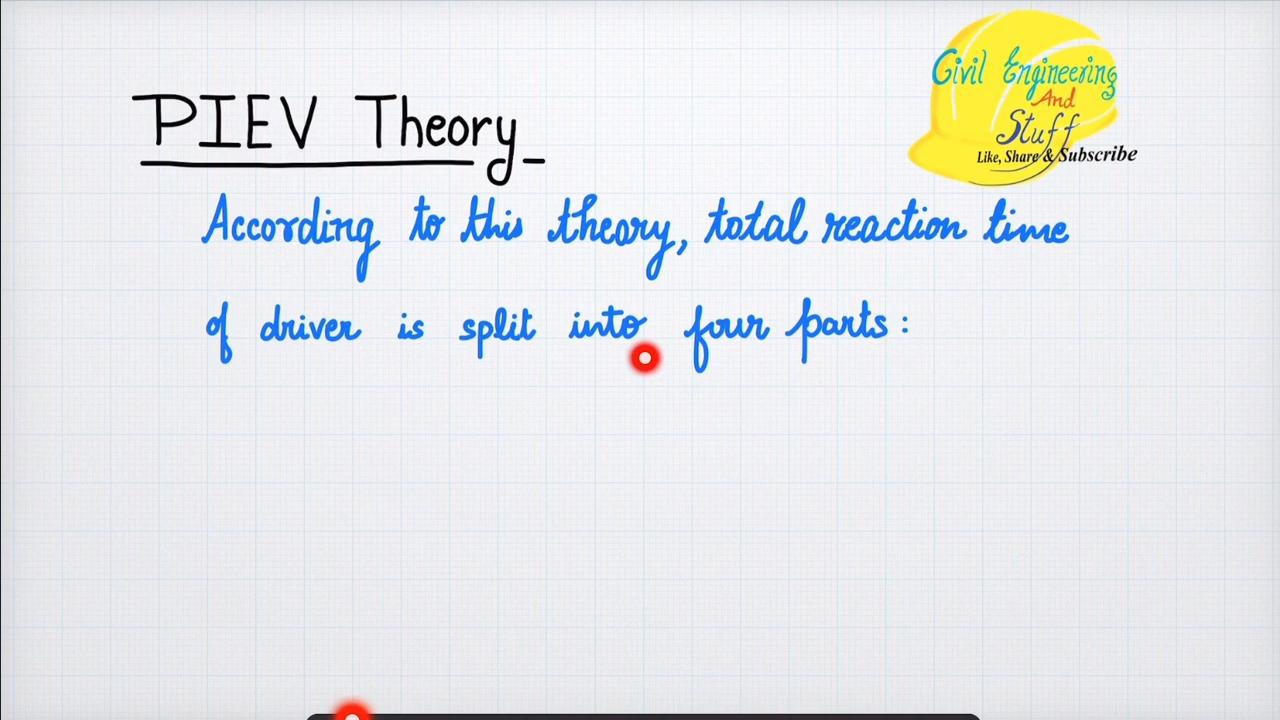 PIEV Theory
According to this theory, total reaction time
of driver is split into four parts:
Civil Engineering
And
Stuff
Like, Share & Subscribe